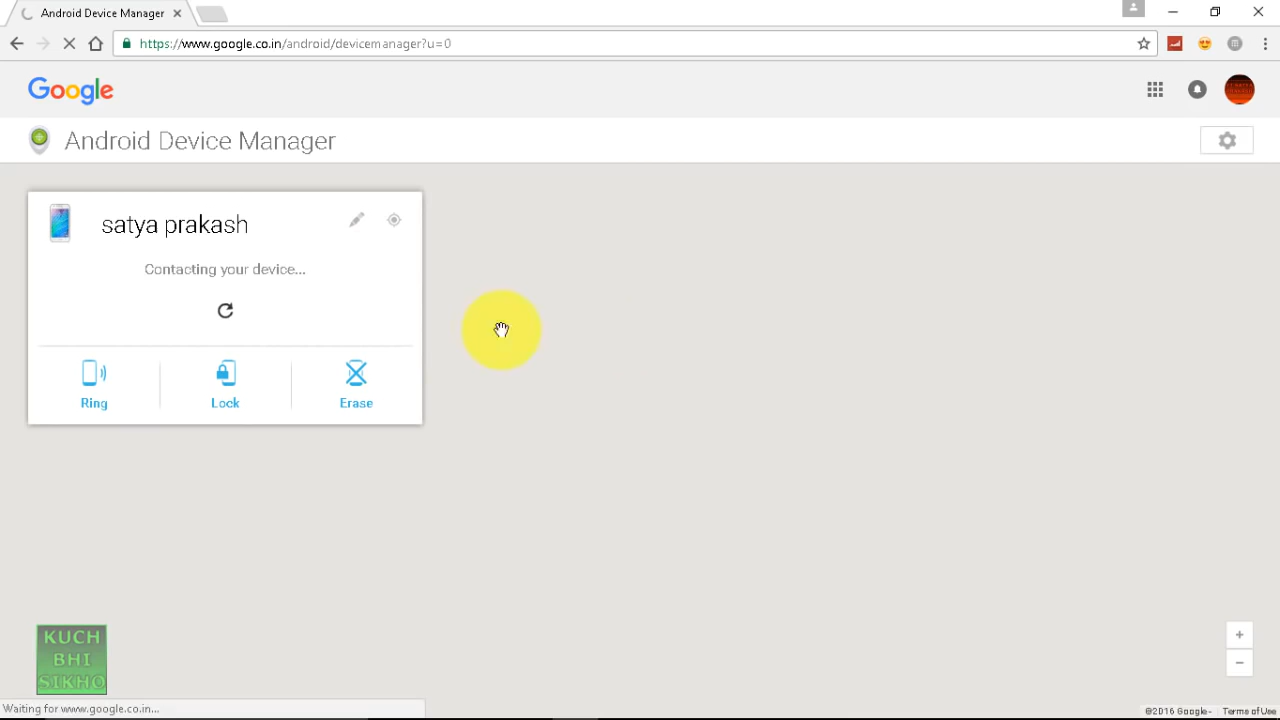 Android Device Manager
https://www.google.co.in/android/devicemanager?u=0
Google
Android Device Manager
satya prakash
Contacting your device...
Ring
Lock
Erase
KUCH
BHI
SIKHO
+
−
Waiting for www.google.co.in...
©2016 Google-
Terms of Use